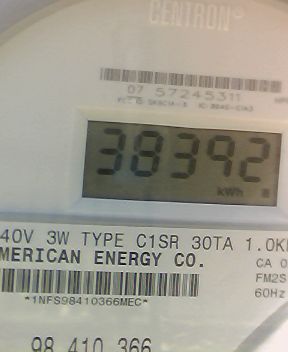 CENTRON®
07 57245311
38392
kWh
40V 3W TYPE C1SR 30TA 1.0K
MERICAN ENERGY CO.
CA 0
FM2S
60Hz
*1NFS98410366MEC*
98 410 366